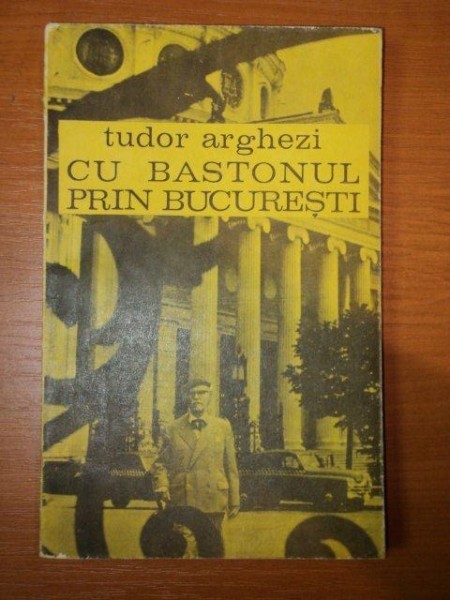 tudor arghezi
CU BASTONUL
PRIN BUCUREȘTI